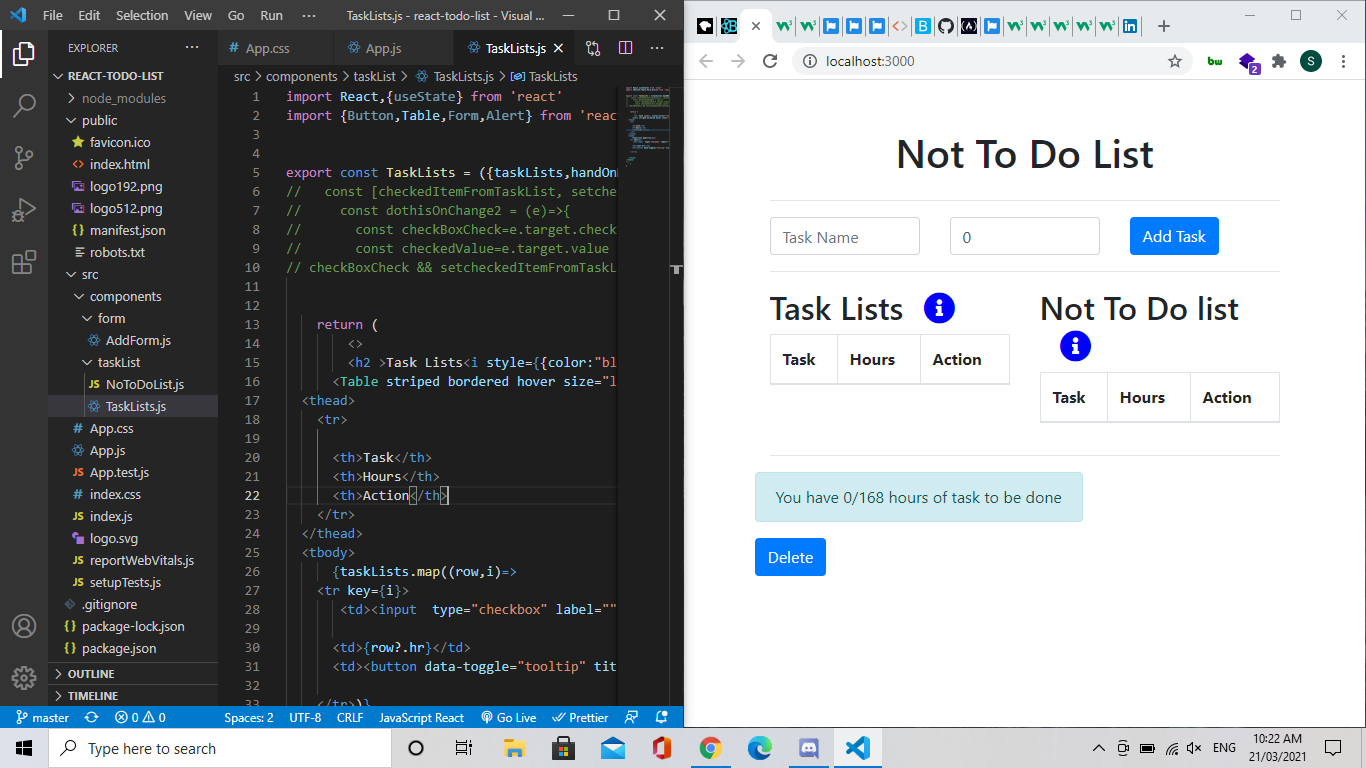 File Edit Selection View Go Run ··· TaskLists.js - react-todo-list - Visual ...
EXPLORER ···
REACT-TODO-LIST
node_modules
public
favicon.ico
index.html
logo192.png
logo512.png
manifest.json
robots.txt
src
components
form
AddForm.js
taskList
NoToDoList.js
TaskLists.js
App.css
App.js
App.test.js
index.css
index.js
logo.svg
reportWebVitals.js
setupTests.js
.gitignore
package-lock.json
package.json
OUTLINE
TIMELINE
App.css App.js TaskLists.js
src > components > taskList > TaskLists.js > TaskLists
1 import React,{useState} from 'react'
2 import {Button,Table,Form,Alert} from 'reac
3
4
5 export const TaskLists = ({taskLists,handOn
6 //   const [checkedItemFromTaskList, setche
7 //     const dothisOnChange2 = (e)=>{
8 //       const checkBoxCheck=e.target.check
9 //       const checkedValue=e.target.value
10 // checkBoxCheck && setcheckedItemFromTaskL
11
12
13 return (
14 <>
15 <h2 >Task Lists<i style={{color:"bl
16 <Table striped bordered hover size="l
17 <thead>
18 <tr>
19
20 <th>Task</th>
21 <th>Hours</th>
22 <th>Action</th>
23 </tr>
24 </thead>
25 <tbody>
26 {taskLists.map((row,i)=>
27 <tr key={i}>
28 <td><input  type="checkbox" label=""
29
30 <td>{row?.hr}</td>
31 <td><button data-toggle="tooltip" tit
32
33 </tr>)}
master 0 0 Spaces: 2 UTF-8 CRLF JavaScript React Go Live Prettier
localhost:3000
bw 2 S
Not To Do List
Task Name 0 Add Task
Task Lists
Task Hours Action
Not To Do list
Task Hours Action
You have 0/168 hours of task to be done
Delete
Type here to search
ENG 10:22 AM
21/03/2021